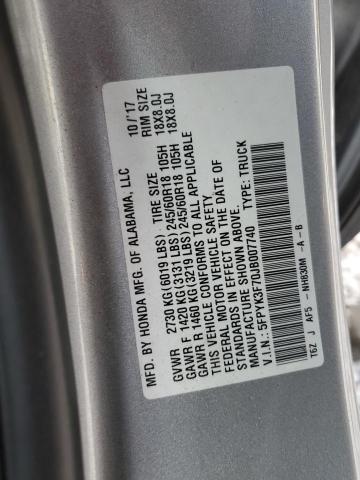 MFD. BY HONDA MFG. OF ALABAMA, LLC 10/'17
TIRE SIZE RIM SIZE
GVWR 2730 KG(6019 LBS)
GAWR F 1420 KG(3131 LBS) 245/60R18 105H 18X8.0J
GAWR R 1460 KG(3219 LBS) 245/60R18 105H 18X8.0J
THIS VEHICLE CONFORMS TO ALL APPLICABLE
FEDERAL MOTOR VEHICLE SAFETY
STANDARDS IN EFFECT ON THE DATE OF
MANUFACTURE SHOWN ABOVE.
V.I.N.: 5FPYK3F70JB007740 TYPE: TRUCK
T6Z J AF5 - NH830M -A -B